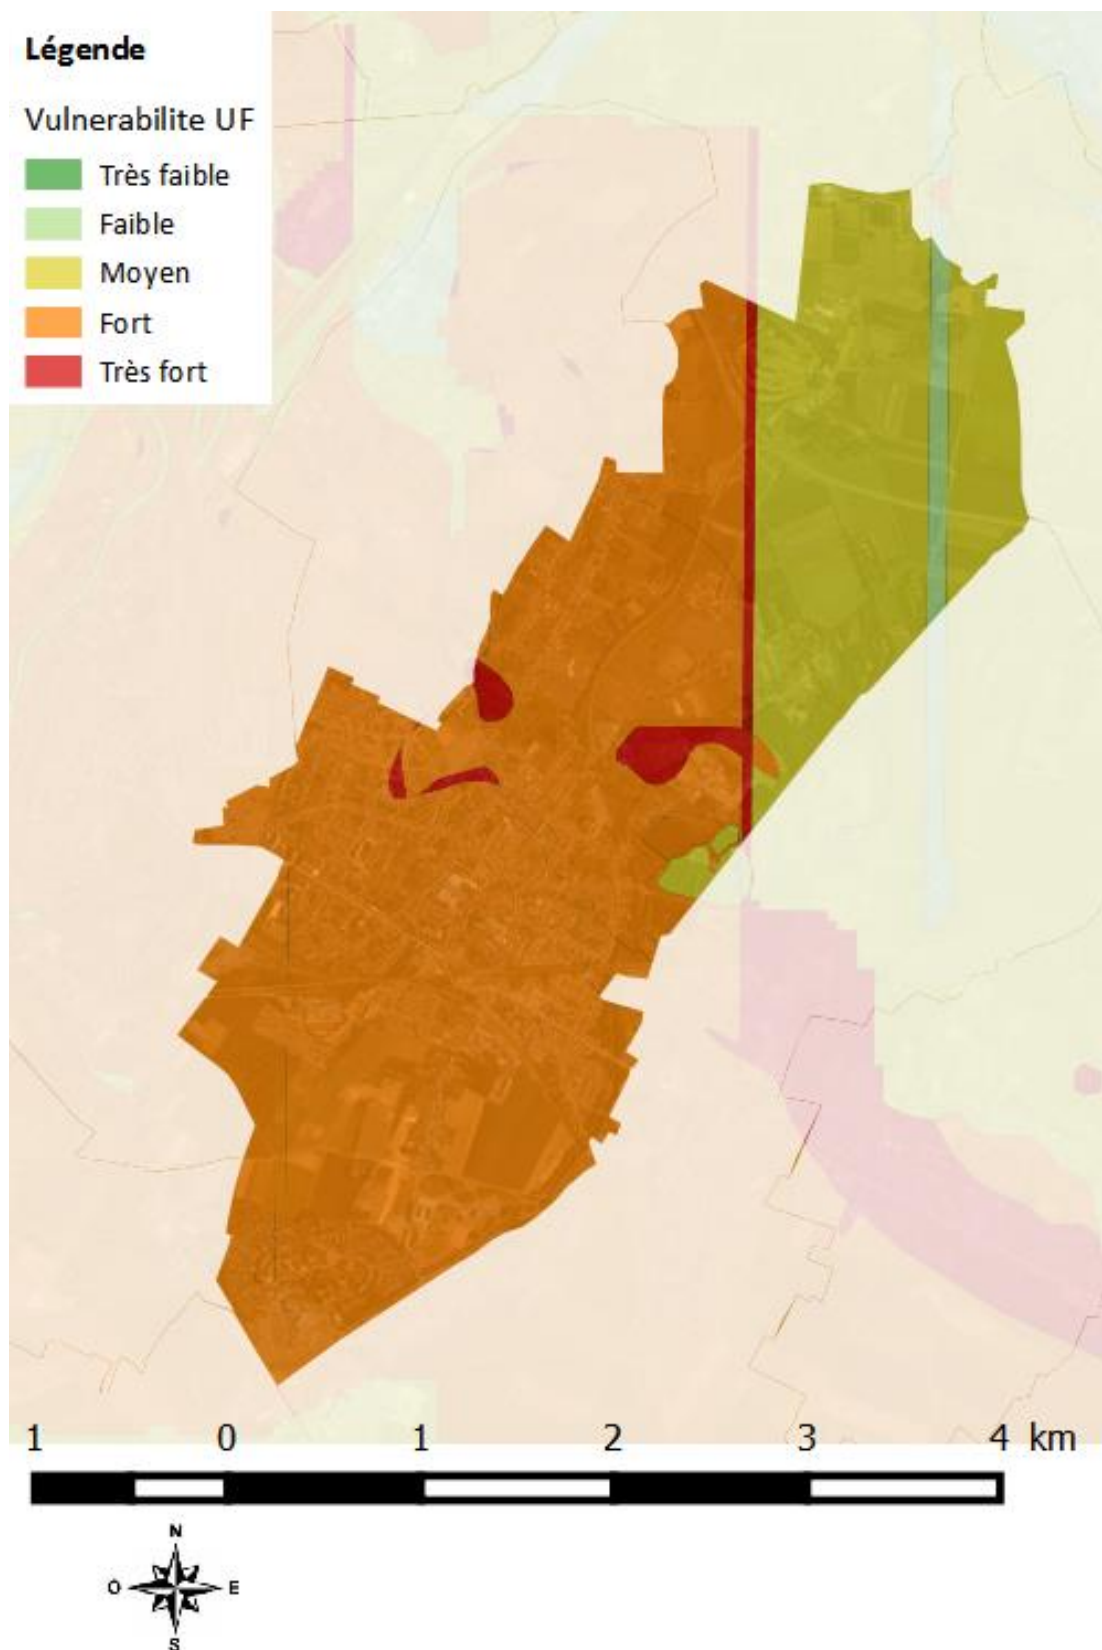 Légende
Vulnerabilite UF
Très faible
Faible
Moyen
Fort
Très fort
1 0 1 2 3 4 km
N
O E
S